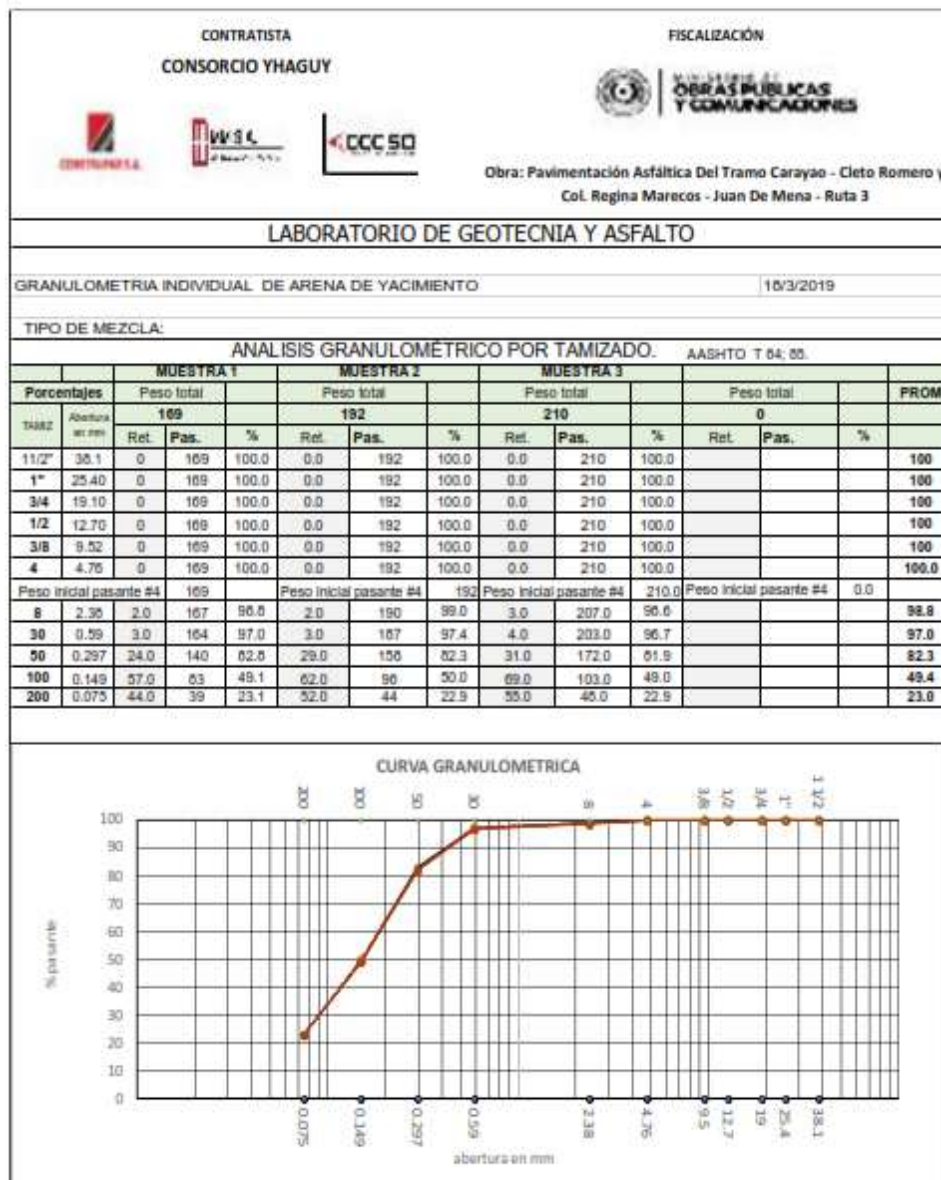 CONTRATISTA
CONSORCIO YHAGUY
FISCALIZACIÓN
OBRAS PUBLICAS
Y COMUNICACIONES
CCC SD
Obra: Pavimentación Asfáltica Del Tramo Carayao - Cleto Romero y
Col. Regina Marecos - Juan De Mena - Ruta 3
LABORATORIO DE GEOTECNIA Y ASFALTO
GRANULOMETRIA INDIVIDUAL DE ARENA DE YACIMIENTO 16/3/2019
TIPO DE MEZCLA:
ANALISIS GRANULOMÉTRICO POR TAMIZADO. AASHTO T 84; 88.
MUESTRA 1 MUESTRA 2 MUESTRA 3
Porcentajes Peso total Peso total Peso total Peso total PROM
TAMIZ Abertura en mm 169 192 210 0
Ret. Pas. % Ret. Pas. % Ret. Pas. % Ret. Pas. %
11/2" 38.1 0 169 100.0 0.0 192 100.0 0.0 210 100.0 100
1" 25.40 0 169 100.0 0.0 192 100.0 0.0 210 100.0 100
3/4 19.10 0 169 100.0 0.0 192 100.0 0.0 210 100.0 100
1/2 12.70 0 169 100.0 0.0 192 100.0 0.0 210 100.0 100
3/8 9.52 0 169 100.0 0.0 192 100.0 0.0 210 100.0 100
4 4.76 0 169 100.0 0.0 192 100.0 0.0 210 100.0 100.0
Peso inicial pasante #4 169 Peso inicial pasante #4 192 Peso inicial pasante #4 210.0 Peso inicial pasante #4 0.0
8 2.38 2.0 167 98.8 2.0 190 99.0 3.0 207.0 98.6 98.8
30 0.59 3.0 164 97.0 3.0 187 97.4 4.0 203.0 96.7 97.0
50 0.297 24.0 140 82.8 29.0 158 82.3 31.0 172.0 81.9 82.3
100 0.149 57.0 83 49.1 62.0 96 50.0 69.0 103.0 49.0 49.4
200 0.075 44.0 39 23.1 52.0 44 22.9 55.0 48.0 22.9 23.0
CURVA GRANULOMETRICA
200 100 50 30 8 4 3/8 1/2 3/4 1" 1 1/2
100
90
80
70
60
50
40
30
20
10
0
% pasante
0.075 0.149 0.297 0.59 2.38 4.76 9.5 12.7 19 25.4 38.1
abertura en mm